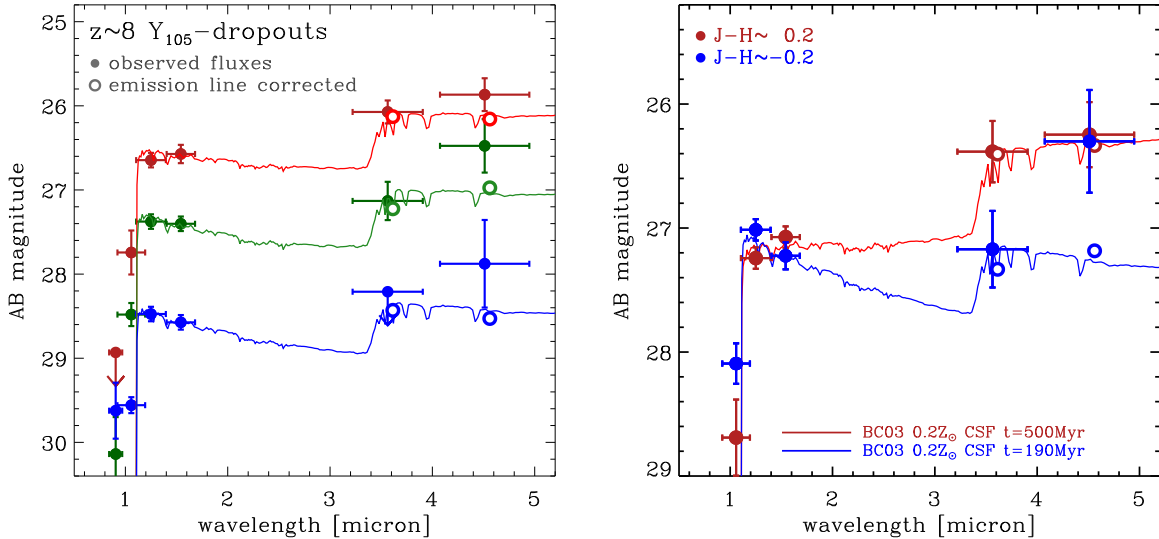 z~8 Y105-dropouts
observed fluxes
emission line corrected
25
26
27
28
29
30
AB magnitude
1 2 3 4 5
wavelength [micron]
J-H~ 0.2
J-H~-0.2
26
27
28
29
AB magnitude
BC03 0.2Z⊙ CSF t=500Myr
BC03 0.2Z⊙ CSF t=190Myr
1 2 3 4 5
wavelength [micron]